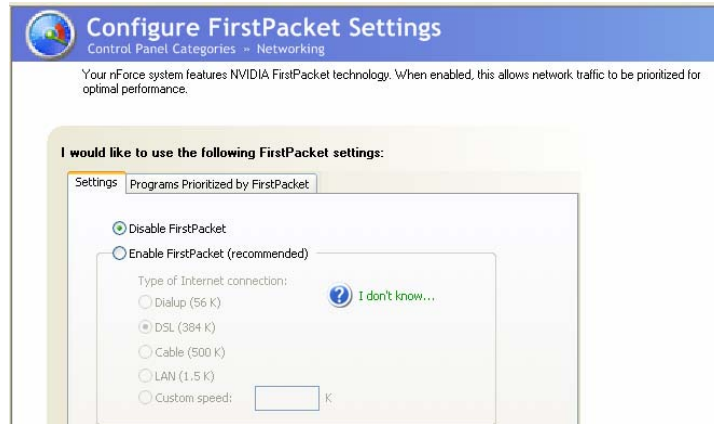 Configure FirstPacket Settings
Control Panel Categories » Networking
Your nForce system features NVIDIA FirstPacket technology. When enabled, this allows network traffic to be prioritized for
optimal performance.
I would like to use the following FirstPacket settings:
Settings
Programs Prioritized by FirstPacket
Disable FirstPacket
Enable FirstPacket (recommended)
Type of Internet connection:
Dialup (56 K)
I don't know...
DSL (384 K)
Cable (500 K)
LAN (1.5 K)
Custom speed: K